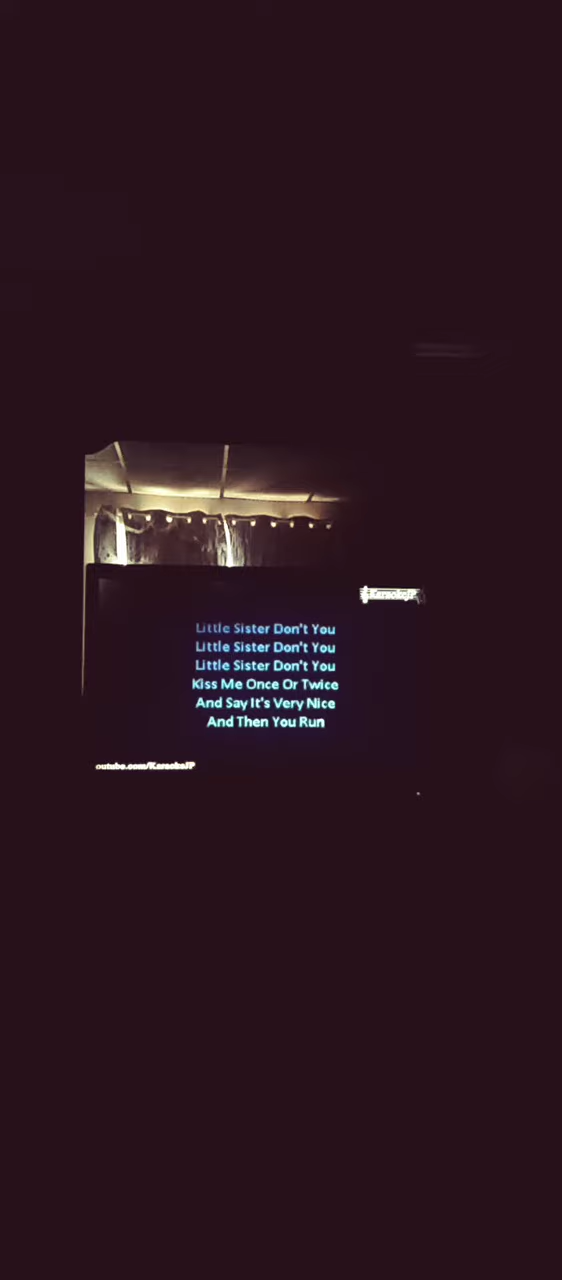 KaraokeJP
Little Sister Don't You
Little Sister Don't You
Little Sister Don't You
Kiss Me Once Or Twice
And Say It's Very Nice
And Then You Run
outube.com/KaraokeJP